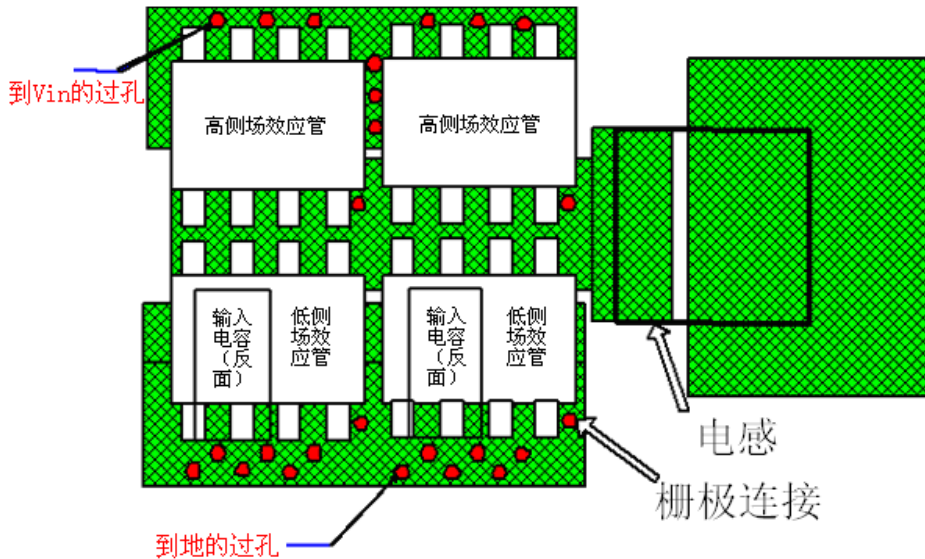 到Vin的过孔
高侧场效应管
高侧场效应管
输入
电容
（反
面）
低侧
场效
应管
输入
电容
（反
面）
低侧
场效
应管
电感
栅极连接
到地的过孔